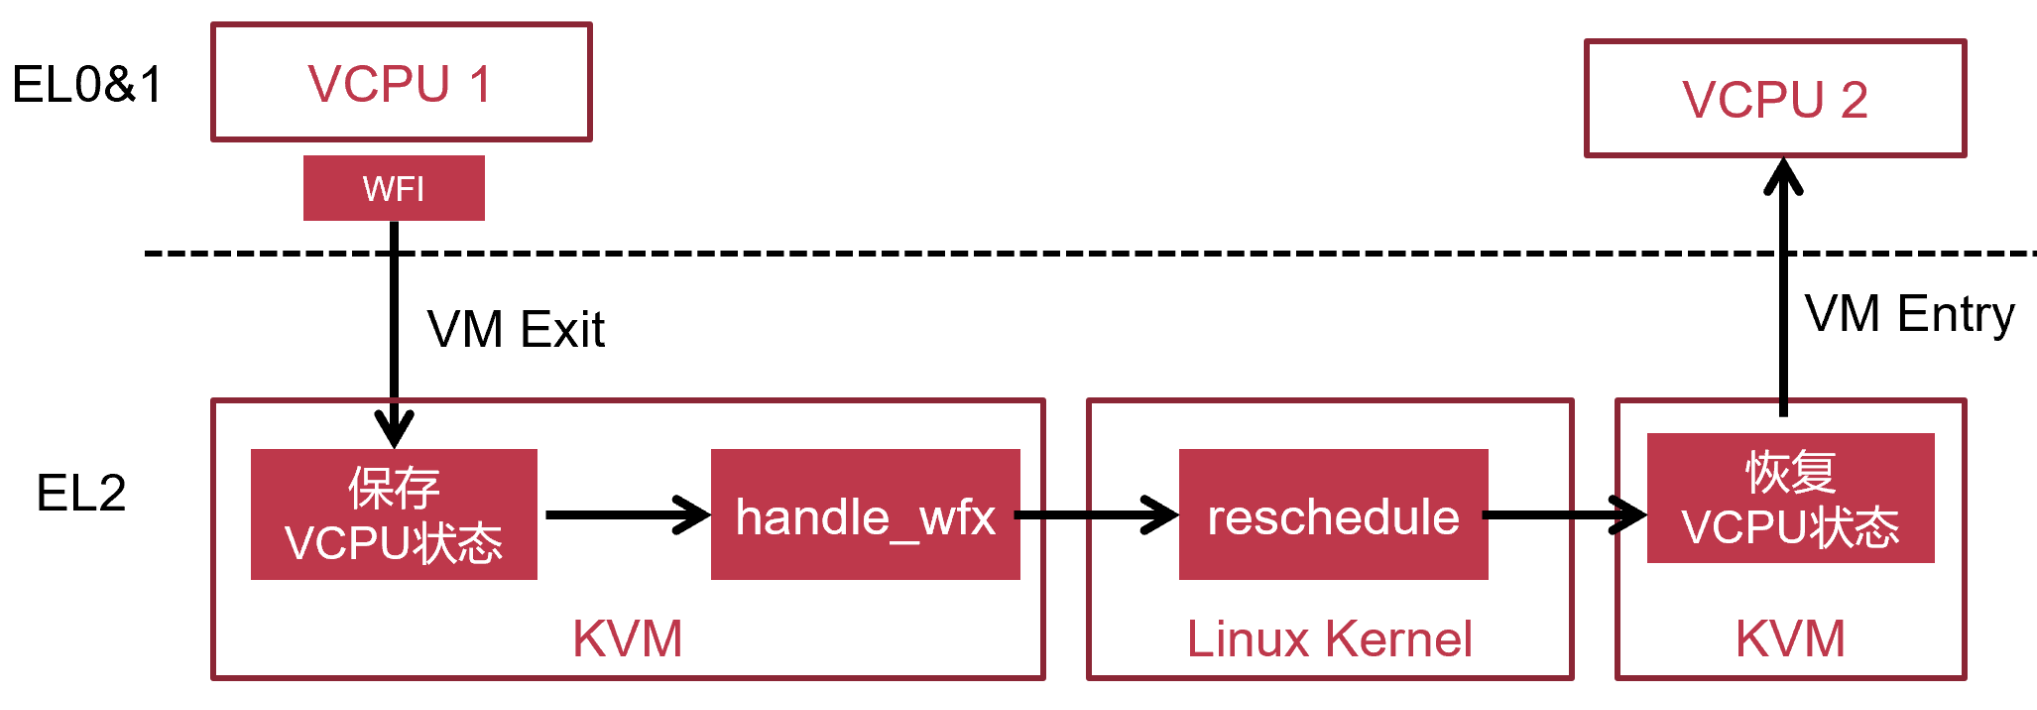 EL0&1
VCPU 1
VCPU 2
WFI
VM Exit
VM Entry
EL2
保存
VCPU状态
handle_wfx
reschedule
恢复
VCPU状态
KVM
Linux Kernel
KVM